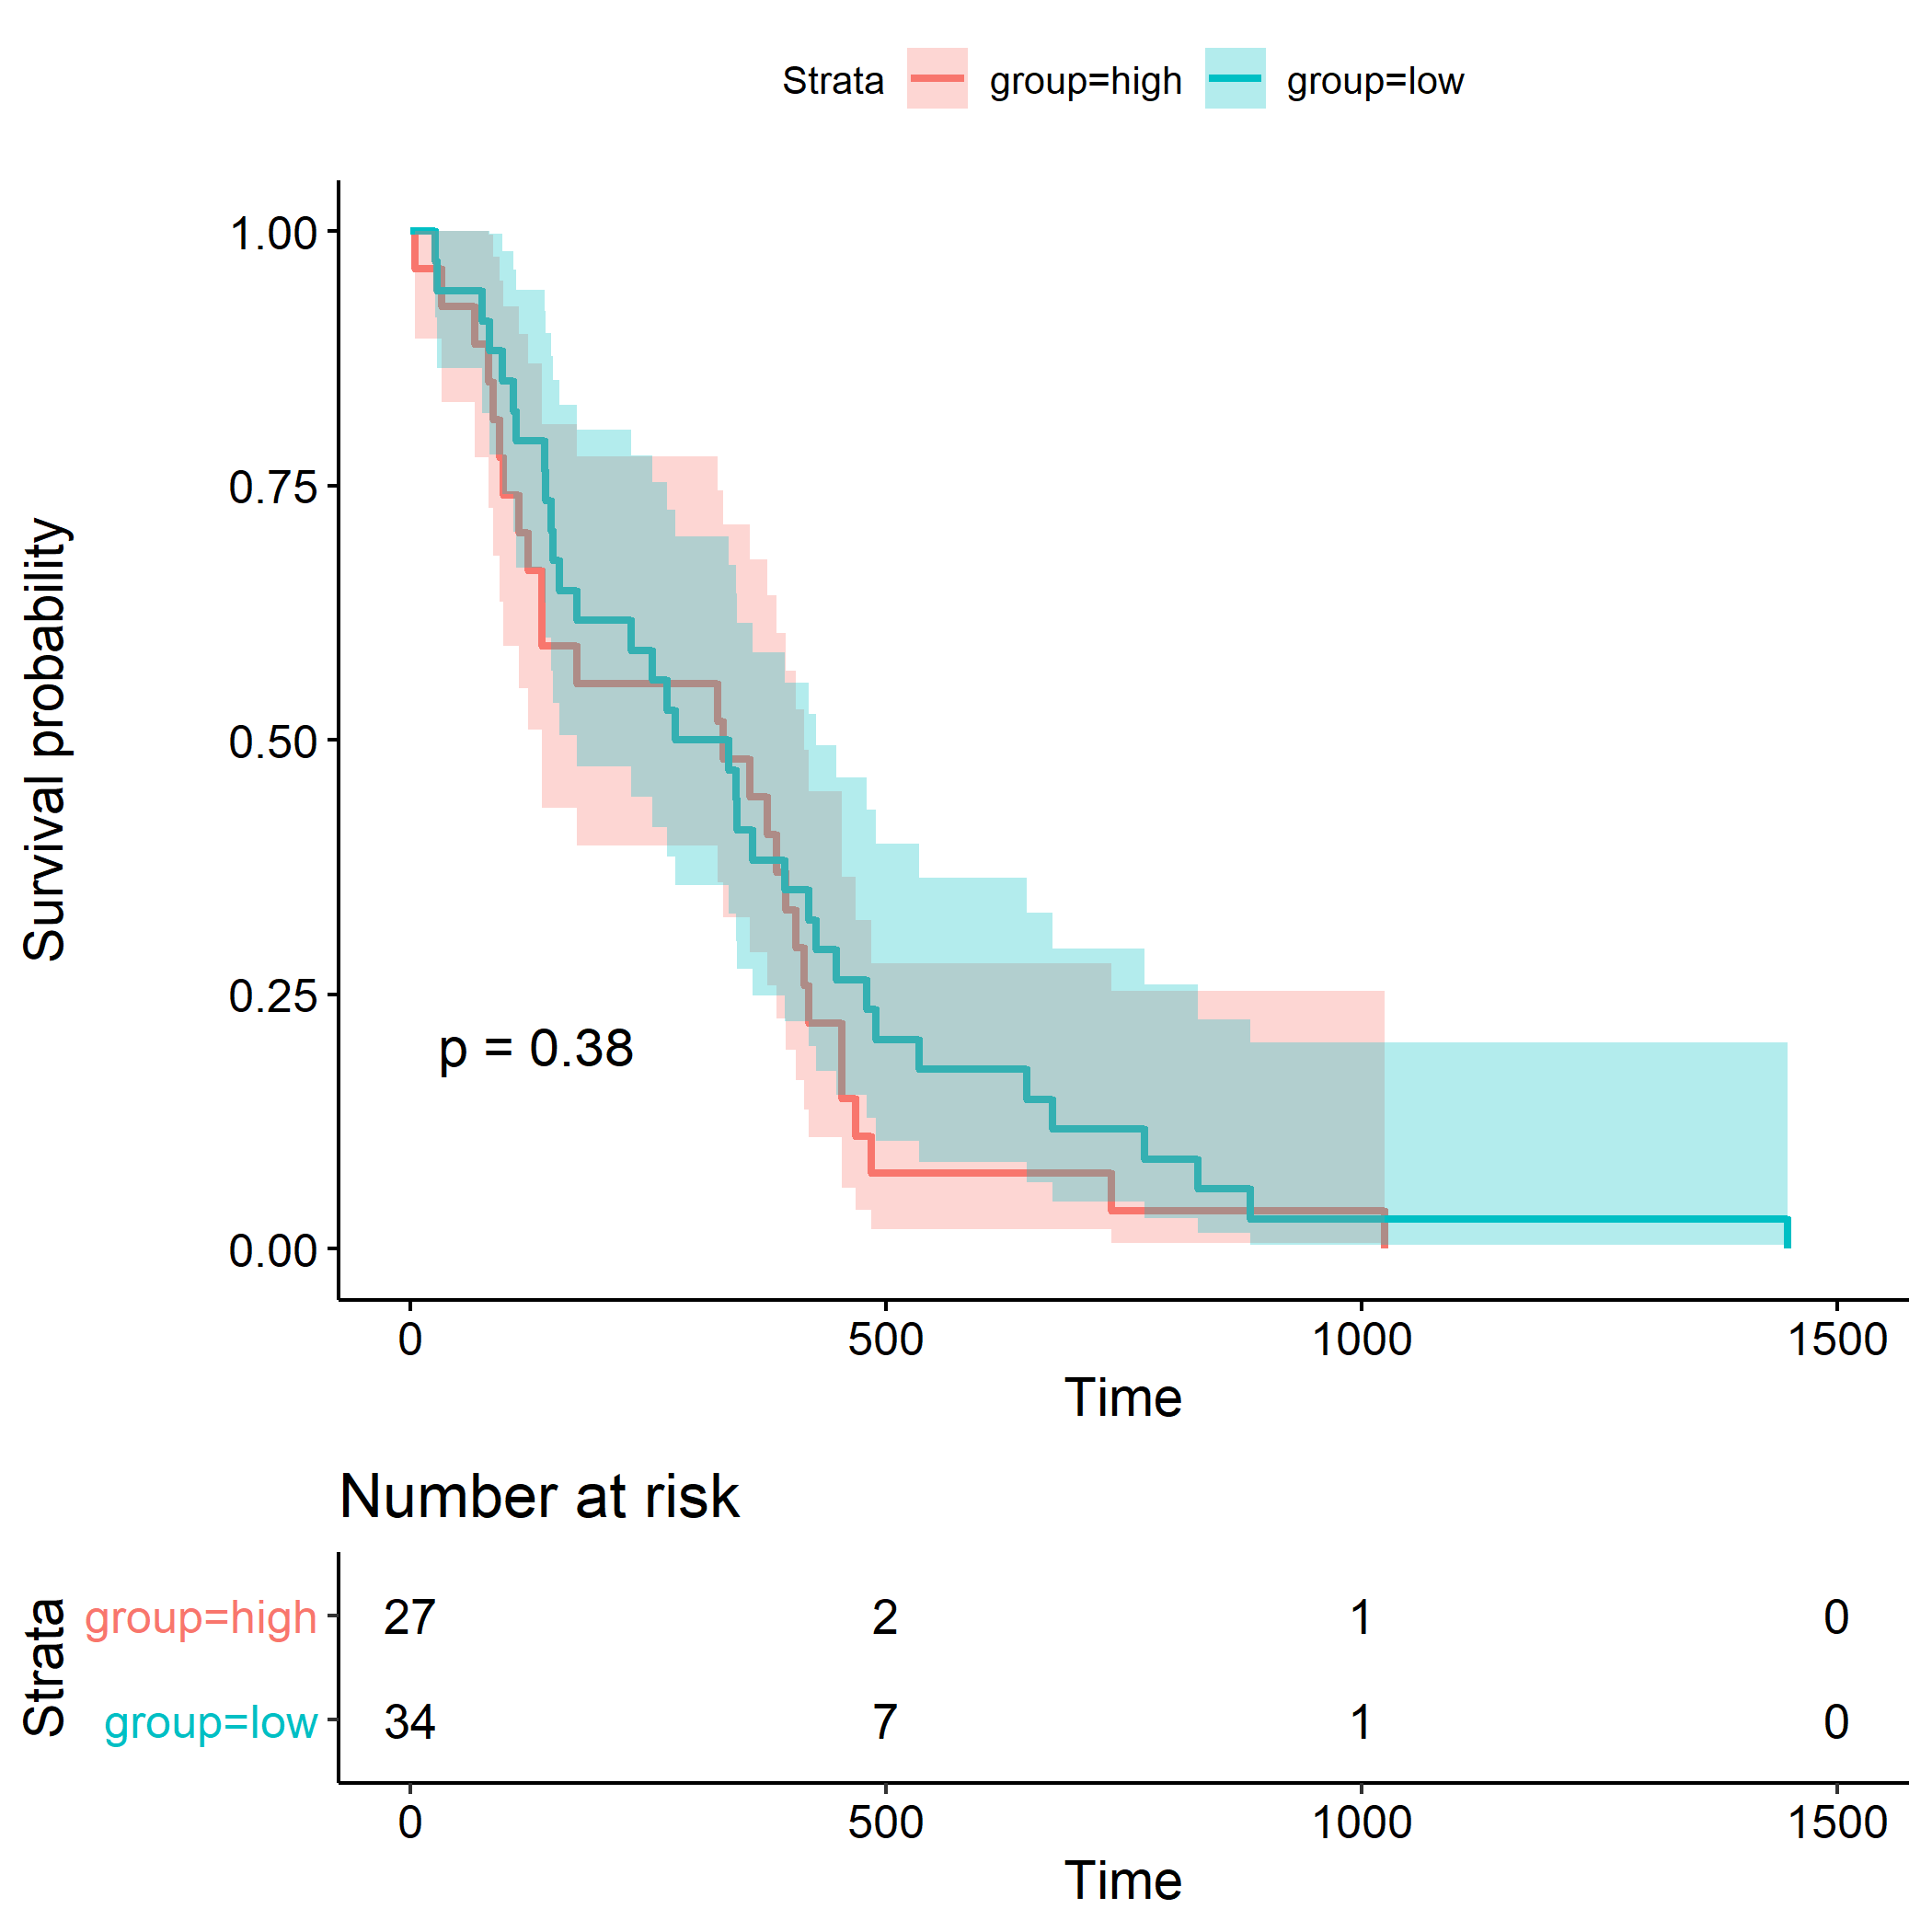 Strata group=high group=low
1.00
0.75
0.50
0.25
0.00
Survival probability
p = 0.38
0 500 1000 1500
Time
Number at risk
Strata
group=high 27 2 1 0
group=low 34 7 1 0
0 500 1000 1500
Time